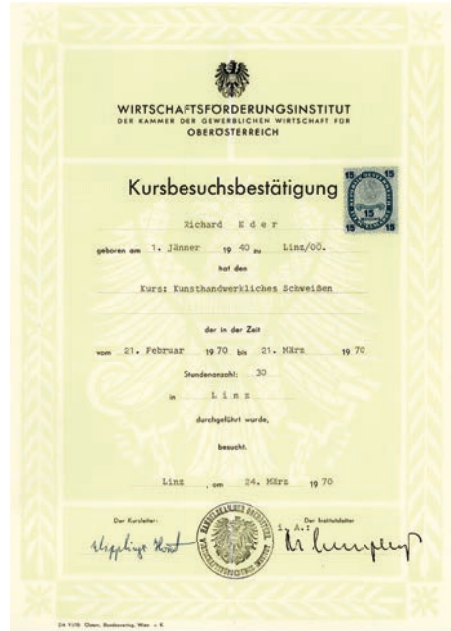 WIRTSCHAFTSFÖRDERUNGSINSTITUT
DER KAMMER DER GEWERBLICHEN WIRTSCHAFT FÜR
OBERÖSTERREICH
Kursbesuchsbestätigung
15 15
15
15 15
Richard Eder
geboren am 1. Jänner 19 40 zu Linz/OÖ.
hat den
Kurs: Kunsthandwerkliches Schweißen
der in der Zeit
vom 21. Februar 19 70 bis 21. März 19 70
Stundenanzahl: 30
in Linz
durchgeführt wurde,
besucht.
Linz , am 24. März 19 70
Der Kursleiter: Der Institutsleiter
i. A.: